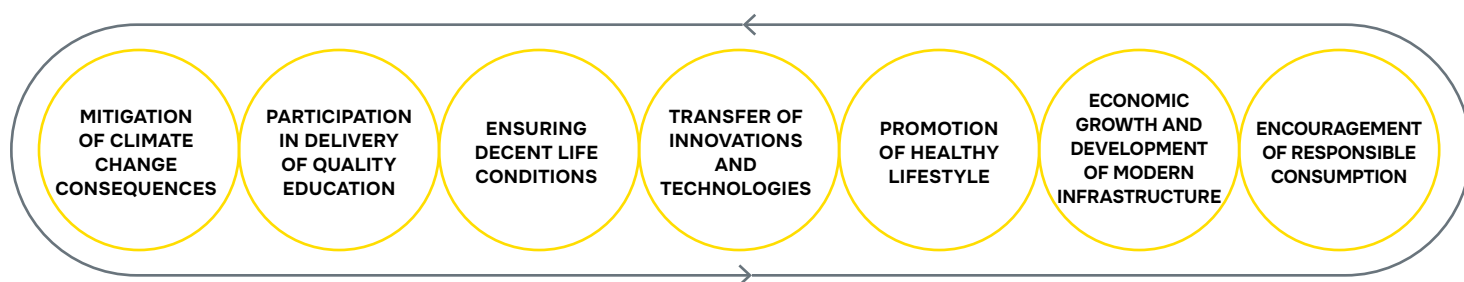 MITIGATION
OF CLIMATE
CHANGE
CONSEQUENCES
PARTICIPATION
IN DELIVERY
OF QUALITY
EDUCATION
ENSURING
DECENT LIFE
CONDITIONS
TRANSFER OF
INNOVATIONS
AND
TECHNOLOGIES
PROMOTION
OF HEALTHY
LIFESTYLE
ECONOMIC
GROWTH AND
DEVELOPMENT
OF MODERN
INFRASTRUCTURE
ENCOURAGEMENT
OF RESPONSIBLE
CONSUMPTION